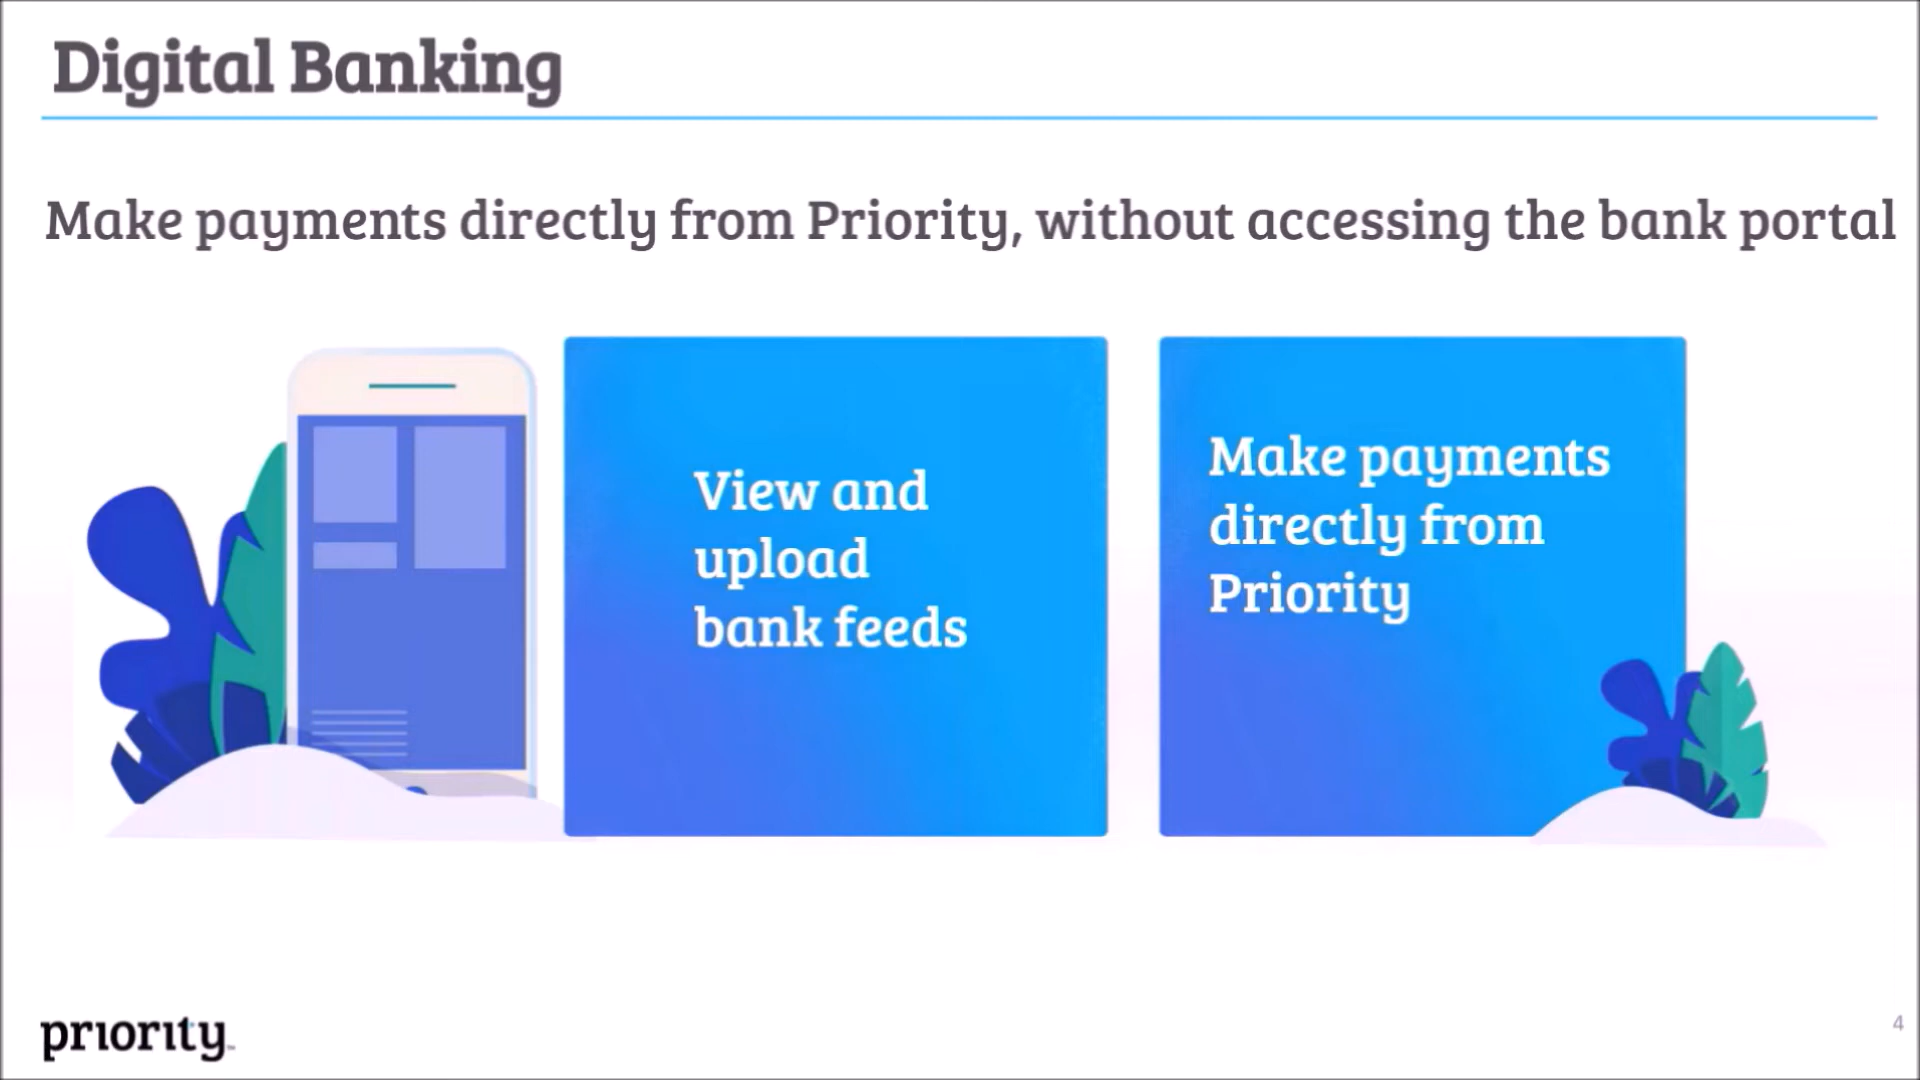 Digital Banking
Make payments directly from Priority, without accessing the bank portal
View and
upload
bank feeds
Make payments
directly from
Priority
priority
4